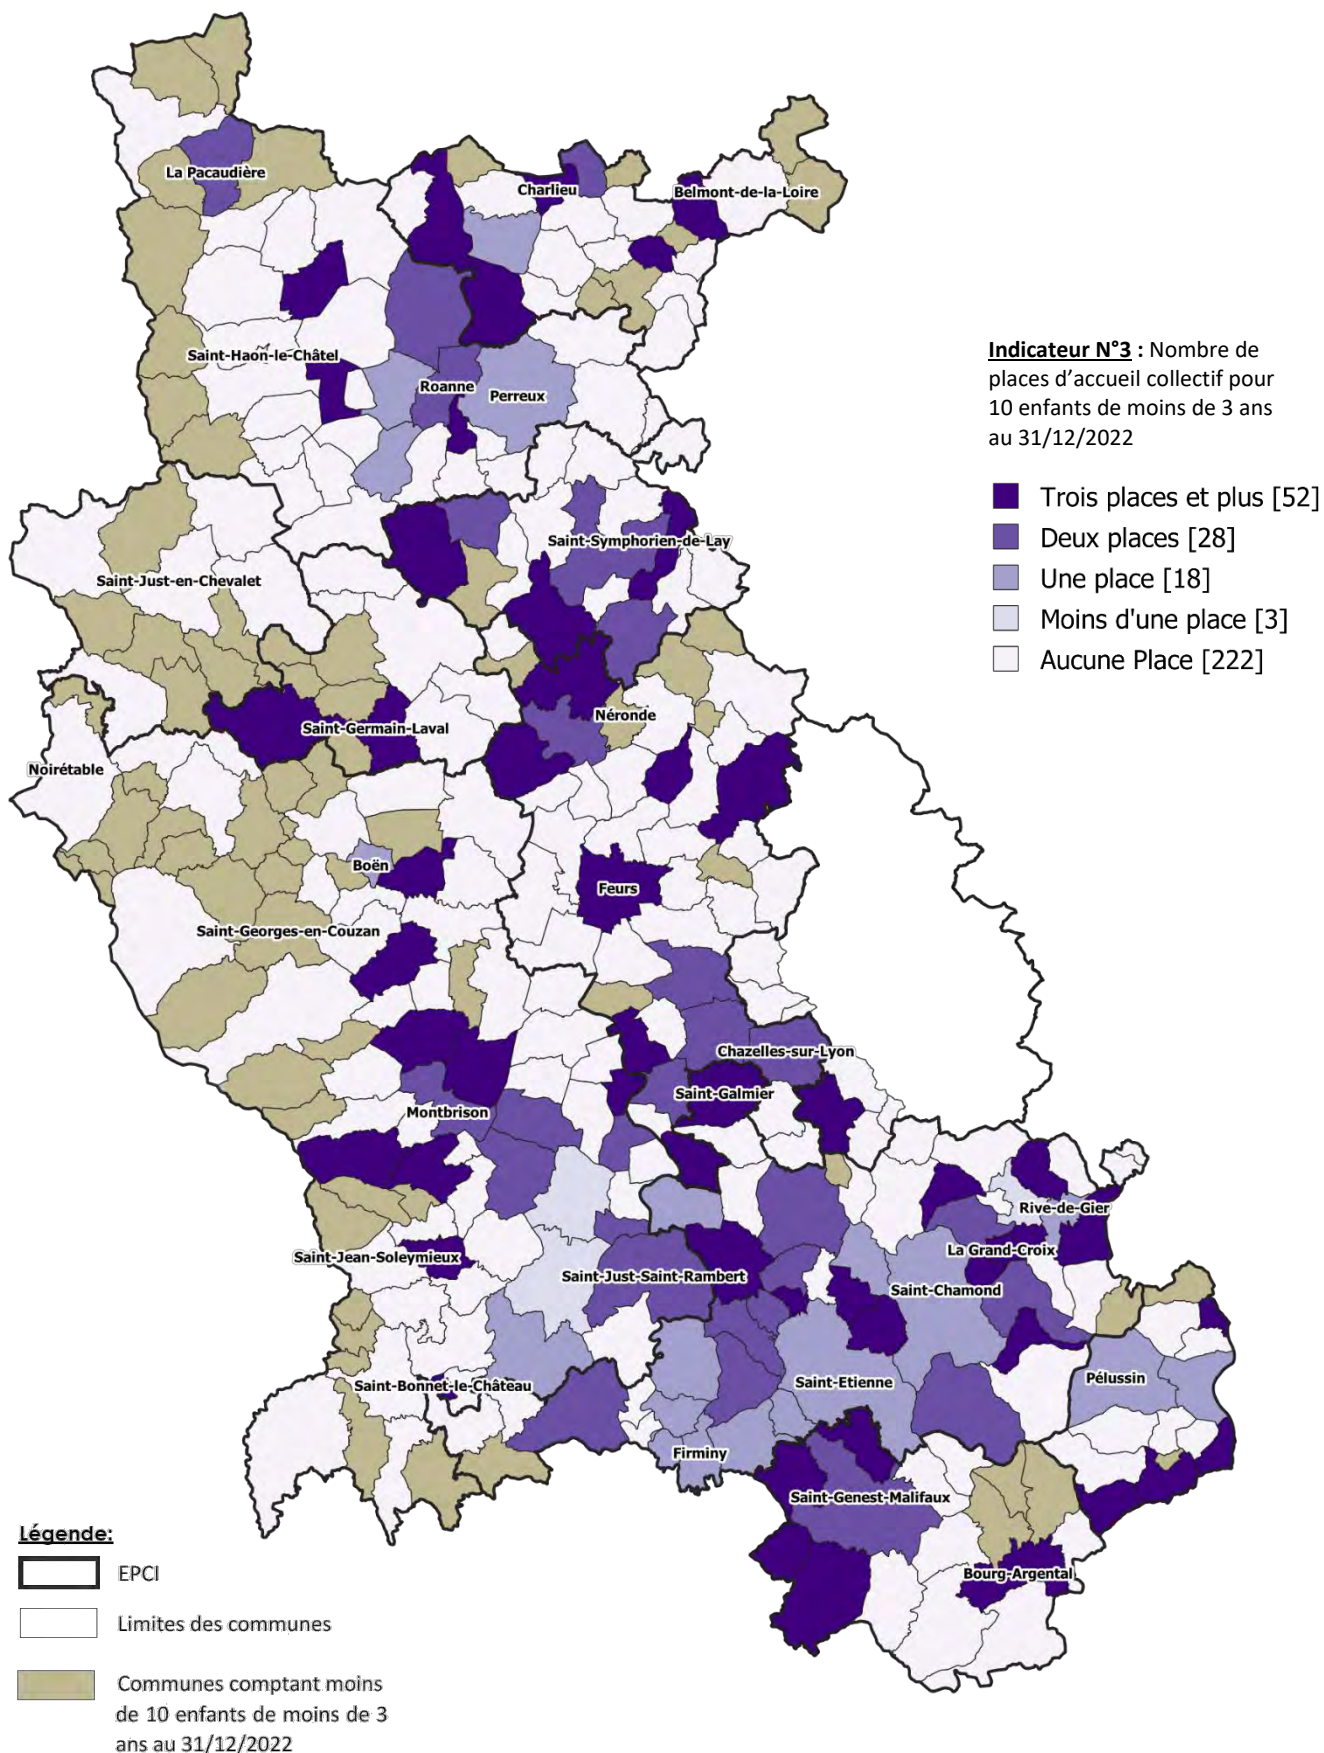 La Pacaudière
Charlieu
Belmont-de-la-Loire
Saint-Haon-le-Châtel
Roanne
Perreux
Indicateur N°3 : Nombre de
places d'accueil collectif pour
10 enfants de moins de 3 ans
au 31/12/2022
Trois places et plus [52]
Deux places [28]
Une place [18]
Moins d'une place [3]
Aucune Place [222]
Saint-Symphorien-de-Lay
Saint-Just-en-Chevalet
Néronde
Saint-Germain-Laval
Noirétable
Boën
Feurs
Saint-Georges-en-Couzan
Chazelles-sur-Lyon
Saint-Galmier
Montbrison
Rive-de-Gier
La Grand-Croix
Saint-Jean-Soleymieux
Saint-Just-Saint-Rambert
Saint-Chamond
Pélussin
Saint-Etienne
Saint-Bonnet-le-Château
Firminy
Saint-Genest-Malifaux
Bourg-Argental
Légende:
EPCI
Limites des communes
Communes comptant moins
de 10 enfants de moins de 3
ans au 31/12/2022